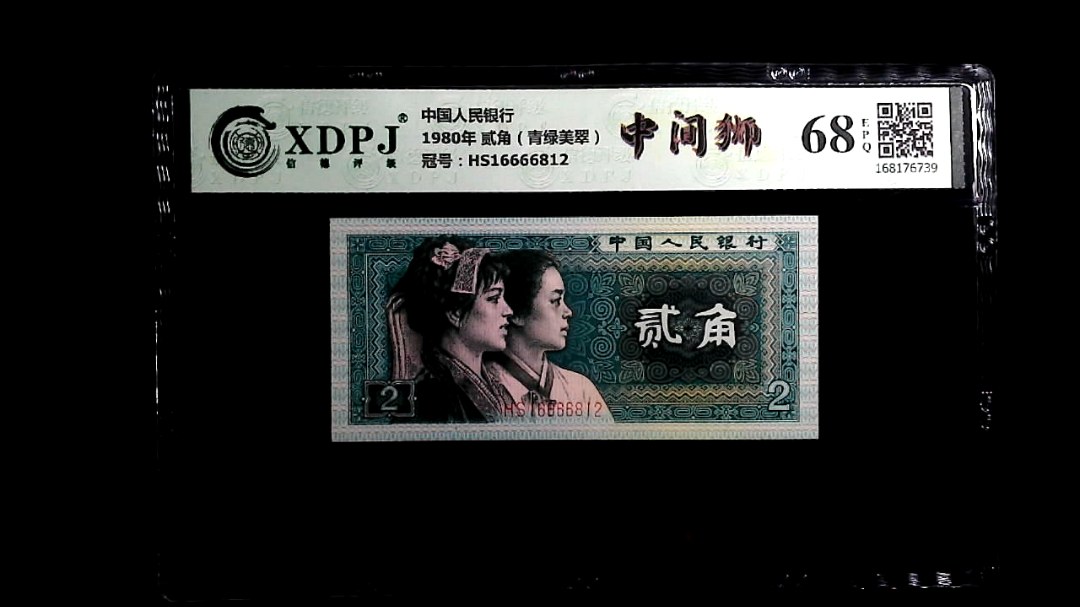 XDPJ®
信德评级
中国人民银行
1980年 贰角（青绿美翠）
冠号：HS16666812
中间狮
68 EPQ
168176739
中国人民银行
贰角
2
2
HS16666812